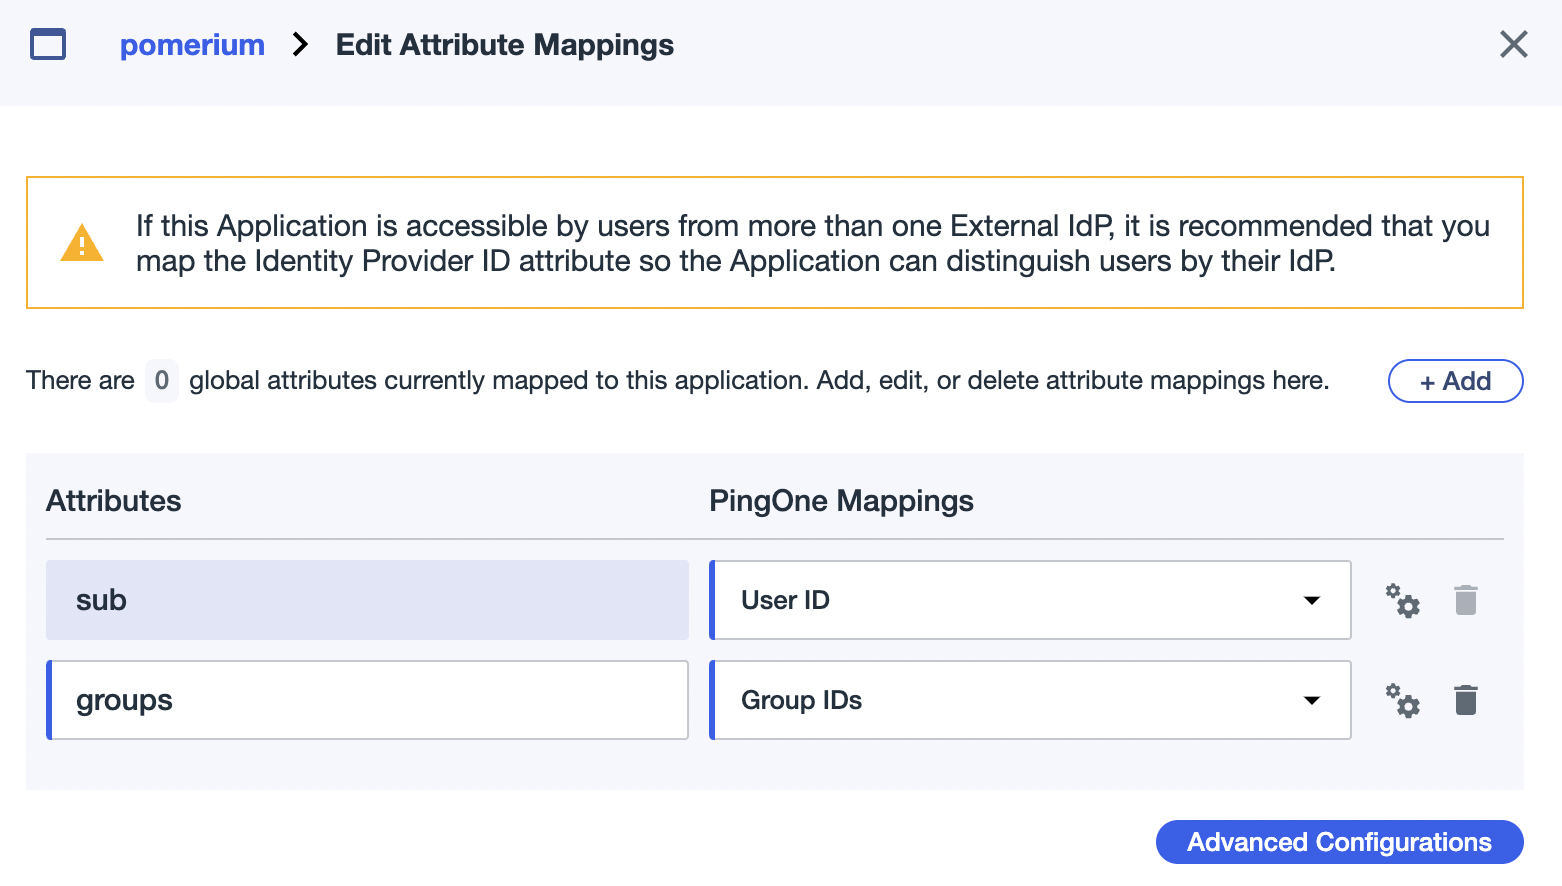 pomerium > Edit Attribute Mappings
If this Application is accessible by users from more than one External IdP, it is recommended that you
map the Identity Provider ID attribute so the Application can distinguish users by their IdP.
There are 0 global attributes currently mapped to this application. Add, edit, or delete attribute mappings here. + Add
Attributes PingOne Mappings
sub User ID
groups Group IDs
Advanced Configurations